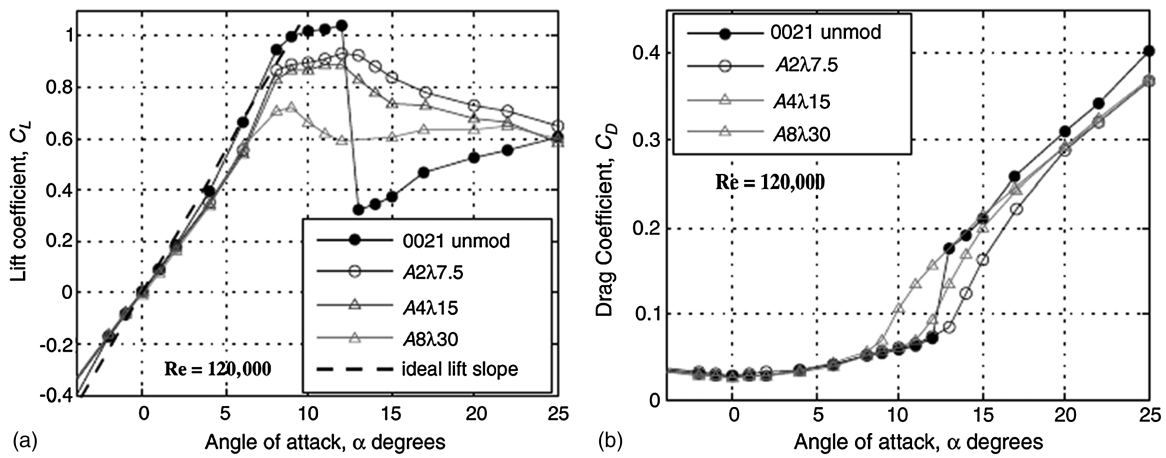 1
0.8
0.6
0.4
0.2
0
-0.2
-0.4
Lift coefficient, CL
0021 unmod
A2λ7.5
A4λ15
A8λ30
ideal lift slope
Re = 120,000
0 5 10 15 20 25
(a) Angle of attack, α degrees
0.4
0.3
0.2
0.1
0
Drag Coefficient, CD
0021 unmod
A2λ7.5
A4λ15
A8λ30
Re = 120,000
0 5 10 15 20 25
(b) Angle of attack, α degrees